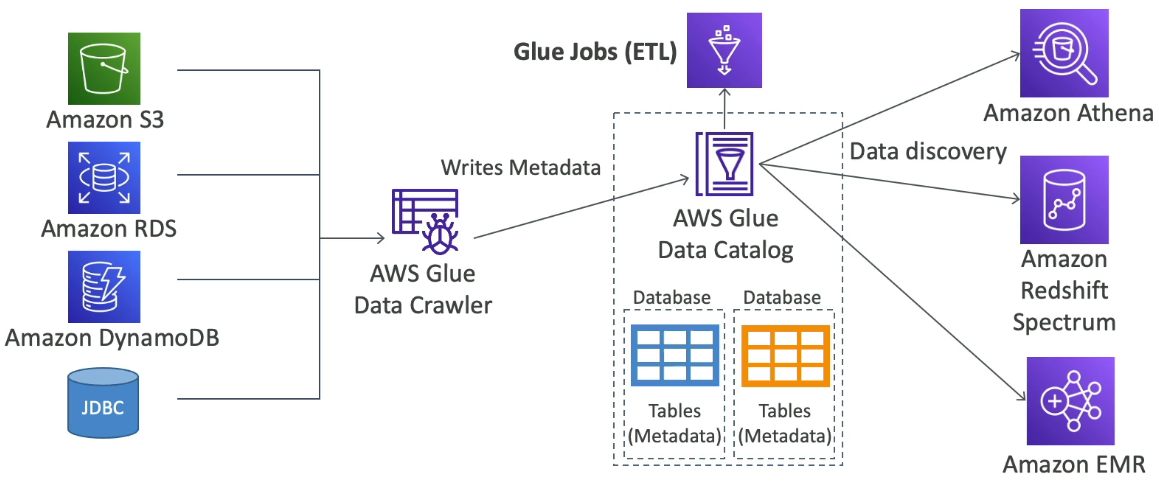 Glue Jobs (ETL)
Amazon S3
Amazon RDS
Amazon DynamoDB
JDBC
AWS Glue
Data Crawler
Writes Metadata
AWS Glue
Data Catalog
Database
Tables
(Metadata)
Database
Tables
(Metadata)
Data discovery
Amazon Athena
Amazon
Redshift
Spectrum
Amazon EMR